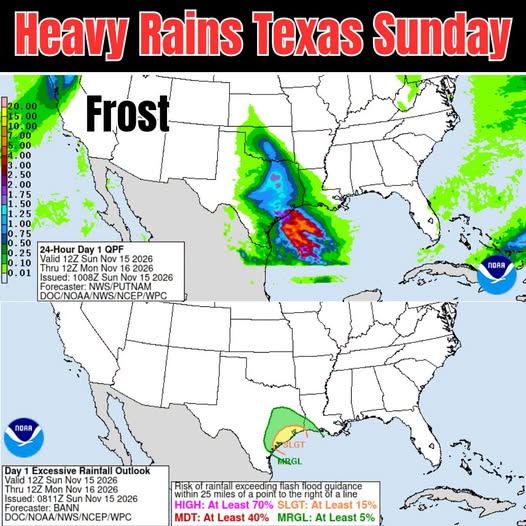 Heavy Rains Texas Sunday
Frost
20.00
15.00
10.00
8.00
6.00
5.00
4.00
3.00
2.50
2.00
1.75
1.50
1.25
1.00
0.75
0.50
0.25
0.10
0.01
24-Hour Day 1 QPF
Valid 12Z Sun Nov 15 2026
Thru 12Z Mon Nov 16 2026
Issued: 1008Z Sun Nov 15 2026
Forecaster: NWS/PUTNAM
DOC/NOAA/NWS/NCEP/WPC
NOAA
NOAA
SLGT
MRGL
Day 1 Excessive Rainfall Outlook
Valid 12Z Sun Nov 15 2026
Thru 12Z Mon Nov 16 2026
Issued: 0811Z Sun Nov 15 2026
Forecaster: BANN
DOC/NOAA/NWS/NCEP/WPC
Risk of rainfall exceeding flash flood guidance
within 25 miles of a point to the right of a line
HIGH: At Least 70% SLGT: At Least 15%
MDT: At Least 40% MRGL: At Least 5%